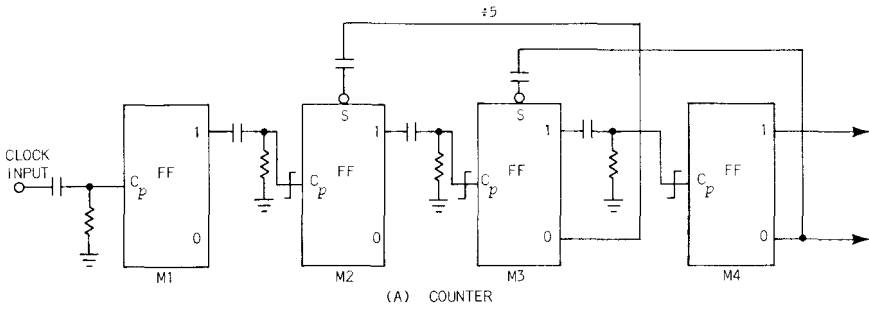 ÷5
S
S
1
1
1
1
CLOCK
INPUT
Cp
FF
Cp
FF
Cp
FF
Cp
FF
0
0
0
0
M1
M2
M3
M4
(A) COUNTER